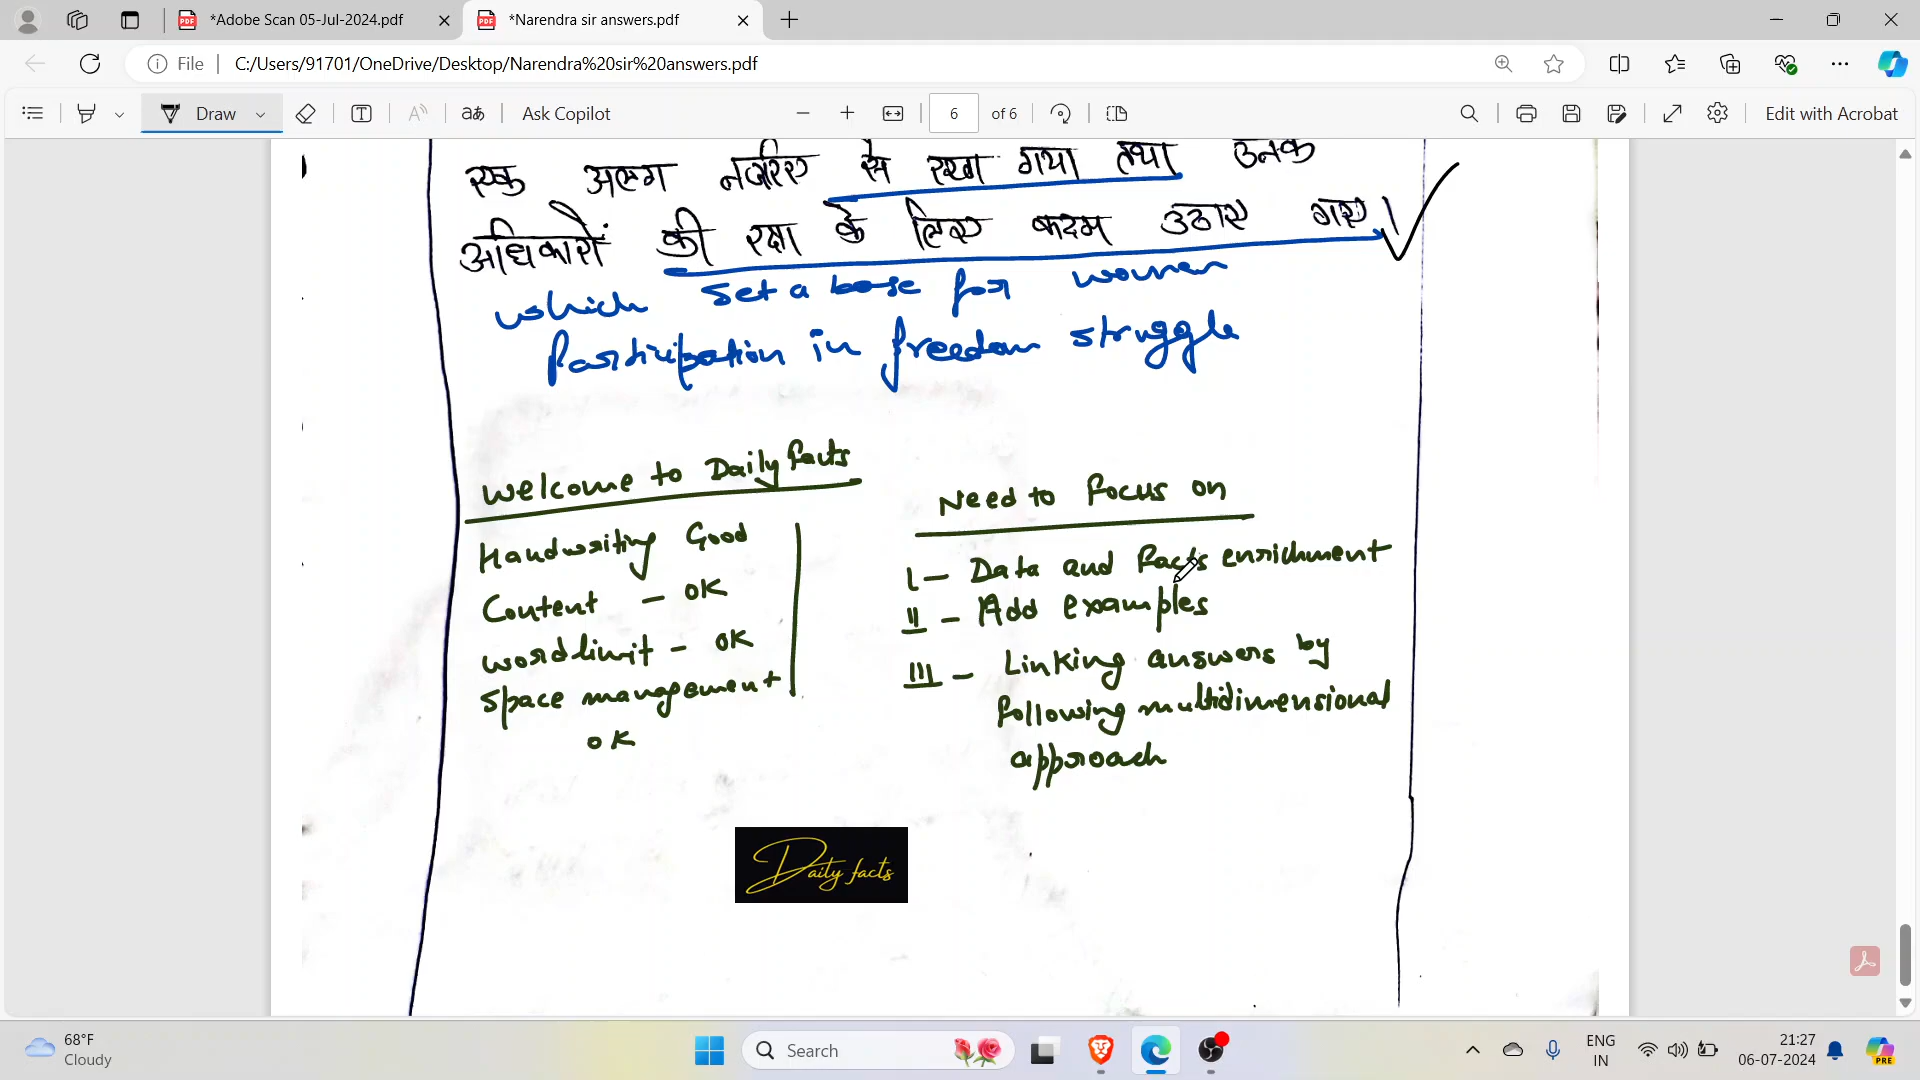 *Adobe Scan 05-Jul-2024.pdf
*Narendra sir answers.pdf
File
C:/Users/91701/OneDrive/Desktop/Narendra%20sir%20answers.pdf
Draw
Ask Copilot
6 of 6
Edit with Acrobat
एक अलग नजरिए से रखा गया तथा उनके
अधिकारों की रक्षा के लिए कदम उठाए गए।
which set a base for women
Participation in freedom struggle
Welcome to Daily facts
Handwriting Good
Content - OK
word limit - OK
Space management
OK
Need to Focus on
I - Data and Facts enrichment
II - Add examples
III - Linking answers by
following multidimensional
approach
Daily facts
68°F
Cloudy
Search
ENG
IN
21:27
06-07-2024
PRE